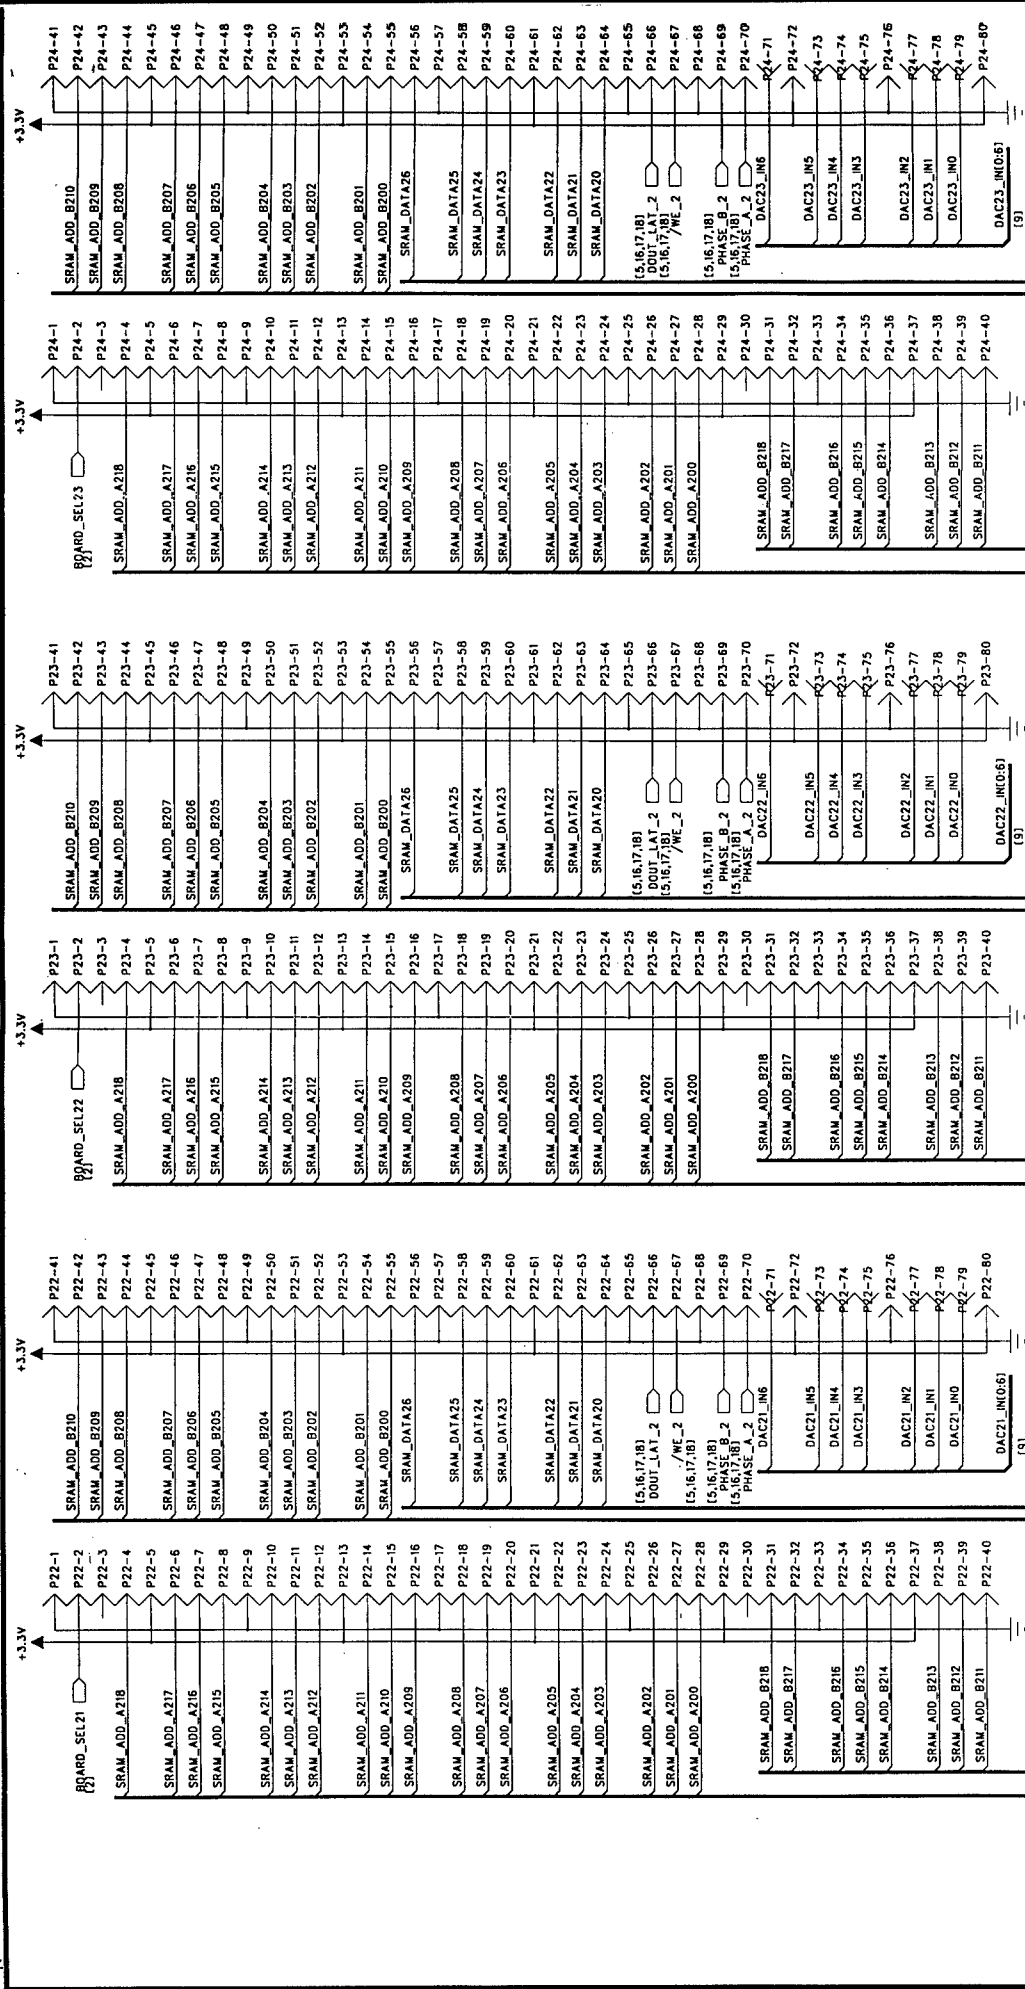 +3.3V
P22-1
BOARD_SEL21 P22-2
[2]
P22-3
SRAM_ADD_A218 P22-4
P22-5
SRAM_ADD_A217 P22-6
SRAM_ADD_A216 P22-7
SRAM_ADD_A215 P22-8
P22-9
SRAM_ADD_A214 P22-10
SRAM_ADD_A213 P22-11
SRAM_ADD_A212 P22-12
P22-13
SRAM_ADD_A211 P22-14
SRAM_ADD_A210 P22-15
SRAM_ADD_A209 P22-16
P22-17
SRAM_ADD_A208 P22-18
SRAM_ADD_A207 P22-19
SRAM_ADD_A206 P22-20
P22-21
SRAM_ADD_A205 P22-22
SRAM_ADD_A204 P22-23
SRAM_ADD_A203 P22-24
P22-25
SRAM_ADD_A202 P22-26
SRAM_ADD_A201 P22-27
SRAM_ADD_A200 P22-28
P22-29
P22-30
SRAM_ADD_B218 P22-31
SRAM_ADD_B217 P22-32
P22-33
SRAM_ADD_B216 P22-34
SRAM_ADD_B215 P22-35
SRAM_ADD_B214 P22-36
P22-37
SRAM_ADD_B213 P22-38
SRAM_ADD_B212 P22-39
SRAM_ADD_B211 P22-40
+3.3V
P22-41
SRAM_ADD_B210 P22-42
SRAM_ADD_B209 P22-43
SRAM_ADD_B208 P22-44
P22-45
SRAM_ADD_B207 P22-46
SRAM_ADD_B206 P22-47
SRAM_ADD_B205 P22-48
P22-49
SRAM_ADD_B204 P22-50
SRAM_ADD_B203 P22-51
SRAM_ADD_B202 P22-52
P22-53
SRAM_ADD_B201 P22-54
SRAM_ADD_B200 P22-55
SRAM_DATA26 P22-56
P22-57
SRAM_DATA25 P22-58
SRAM_DATA24 P22-59
SRAM_DATA23 P22-60
P22-61
SRAM_DATA22 P22-62
SRAM_DATA21 P22-63
SRAM_DATA20 P22-64
P22-65
[5,16,17,18]
DOUT_LAT_2 P22-66
/WE_2 P22-67
[5,16,17,18]
P22-68
[5,16,17,18]
PHASE_B_2 P22-69
[5,16,17,18]
PHASE_A_2 P22-70
DAC21_IN6 P22-71
P22-72
DAC21_IN5 P22-73
DAC21_IN4 P22-74
DAC21_IN3 P22-75
P22-76
DAC21_IN2 P22-77
DAC21_IN1 P22-78
DAC21_IN0 P22-79
P22-80
DAC21_IN[0:6]
[9]
+3.3V
P23-1
BOARD_SEL22 P23-2
[2]
P23-3
SRAM_ADD_A218 P23-4
P23-5
SRAM_ADD_A217 P23-6
SRAM_ADD_A216 P23-7
SRAM_ADD_A215 P23-8
P23-9
SRAM_ADD_A214 P23-10
SRAM_ADD_A213 P23-11
SRAM_ADD_A212 P23-12
P23-13
SRAM_ADD_A211 P23-14
SRAM_ADD_A210 P23-15
SRAM_ADD_A209 P23-16
P23-17
SRAM_ADD_A208 P23-18
SRAM_ADD_A207 P23-19
SRAM_ADD_A206 P23-20
P23-21
SRAM_ADD_A205 P23-22
SRAM_ADD_A204 P23-23
SRAM_ADD_A203 P23-24
P23-25
SRAM_ADD_A202 P23-26
SRAM_ADD_A201 P23-27
SRAM_ADD_A200 P23-28
P23-29
P23-30
SRAM_ADD_B218 P23-31
SRAM_ADD_B217 P23-32
P23-33
SRAM_ADD_B216 P23-34
SRAM_ADD_B215 P23-35
SRAM_ADD_B214 P23-36
P23-37
SRAM_ADD_B213 P23-38
SRAM_ADD_B212 P23-39
SRAM_ADD_B211 P23-40
+3.3V
P23-41
SRAM_ADD_B210 P23-42
SRAM_ADD_B209 P23-43
SRAM_ADD_B208 P23-44
P23-45
SRAM_ADD_B207 P23-46
SRAM_ADD_B206 P23-47
SRAM_ADD_B205 P23-48
P23-49
SRAM_ADD_B204 P23-50
SRAM_ADD_B203 P23-51
SRAM_ADD_B202 P23-52
P23-53
SRAM_ADD_B201 P23-54
SRAM_ADD_B200 P23-55
SRAM_DATA26 P23-56
P23-57
SRAM_DATA25 P23-58
SRAM_DATA24 P23-59
SRAM_DATA23 P23-60
P23-61
SRAM_DATA22 P23-62
SRAM_DATA21 P23-63
SRAM_DATA20 P23-64
P23-65
[5,16,17,18]
DOUT_LAT_2 P23-66
[5,16,17,18]
/WE_2 P23-67
P23-68
[5,16,17,18]
PHASE_B_2 P23-69
[5,16,17,18]
PHASE_A_2 P23-70
DAC22_IN6 P23-71
P23-72
DAC22_IN5 P23-73
DAC22_IN4 P23-74
DAC22_IN3 P23-75
P23-76
DAC22_IN2 P23-77
DAC22_IN1 P23-78
DAC22_IN0 P23-79
P23-80
DAC22_IN[0:6]
[9]
+3.3V
P24-1
BOARD_SEL23 P24-2
[2]
P24-3
SRAM_ADD_A218 P24-4
P24-5
SRAM_ADD_A217 P24-6
SRAM_ADD_A216 P24-7
SRAM_ADD_A215 P24-8
P24-9
SRAM_ADD_A214 P24-10
SRAM_ADD_A213 P24-11
SRAM_ADD_A212 P24-12
P24-13
SRAM_ADD_A211 P24-14
SRAM_ADD_A210 P24-15
SRAM_ADD_A209 P24-16
P24-17
SRAM_ADD_A208 P24-18
SRAM_ADD_A207 P24-19
SRAM_ADD_A206 P24-20
P24-21
SRAM_ADD_A205 P24-22
SRAM_ADD_A204 P24-23
SRAM_ADD_A203 P24-24
P24-25
SRAM_ADD_A202 P24-26
SRAM_ADD_A201 P24-27
SRAM_ADD_A200 P24-28
P24-29
P24-30
SRAM_ADD_B218 P24-31
SRAM_ADD_B217 P24-32
P24-33
SRAM_ADD_B216 P24-34
SRAM_ADD_B215 P24-35
SRAM_ADD_B214 P24-36
P24-37
SRAM_ADD_B213 P24-38
SRAM_ADD_B212 P24-39
SRAM_ADD_B211 P24-40
+3.3V
P24-41
SRAM_ADD_B210 P24-42
SRAM_ADD_B209 P24-43
SRAM_ADD_B208 P24-44
P24-45
SRAM_ADD_B207 P24-46
SRAM_ADD_B206 P24-47
SRAM_ADD_B205 P24-48
P24-49
SRAM_ADD_B204 P24-50
SRAM_ADD_B203 P24-51
SRAM_ADD_B202 P24-52
P24-53
SRAM_ADD_B201 P24-54
SRAM_ADD_B200 P24-55
SRAM_DATA26 P24-56
P24-57
SRAM_DATA25 P24-58
SRAM_DATA24 P24-59
SRAM_DATA23 P24-60
P24-61
SRAM_DATA22 P24-62
SRAM_DATA21 P24-63
SRAM_DATA20 P24-64
P24-65
[5,16,17,18]
DOUT_LAT_2 P24-66
[5,16,17,18]
/WE_2 P24-67
P24-68
[5,16,17,18]
PHASE_B_2 P24-69
[5,16,17,18]
PHASE_A_2 P24-70
DAC23_IN6 P24-71
P24-72
DAC23_IN5 P24-73
DAC23_IN4 P24-74
DAC23_IN3 P24-75
P24-76
DAC23_IN2 P24-77
DAC23_IN1 P24-78
DAC23_IN0 P24-79
P24-80
DAC23_IN[0:6]
[9]